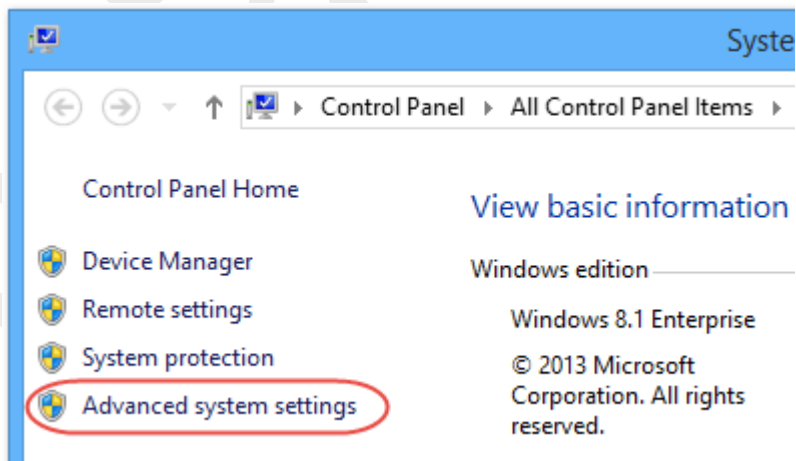 Syste
Control Panel All Control Panel Items
Control Panel Home
Device Manager
Remote settings
System protection
Advanced system settings
View basic information
Windows edition
Windows 8.1 Enterprise
© 2013 Microsoft
Corporation. All rights
reserved.